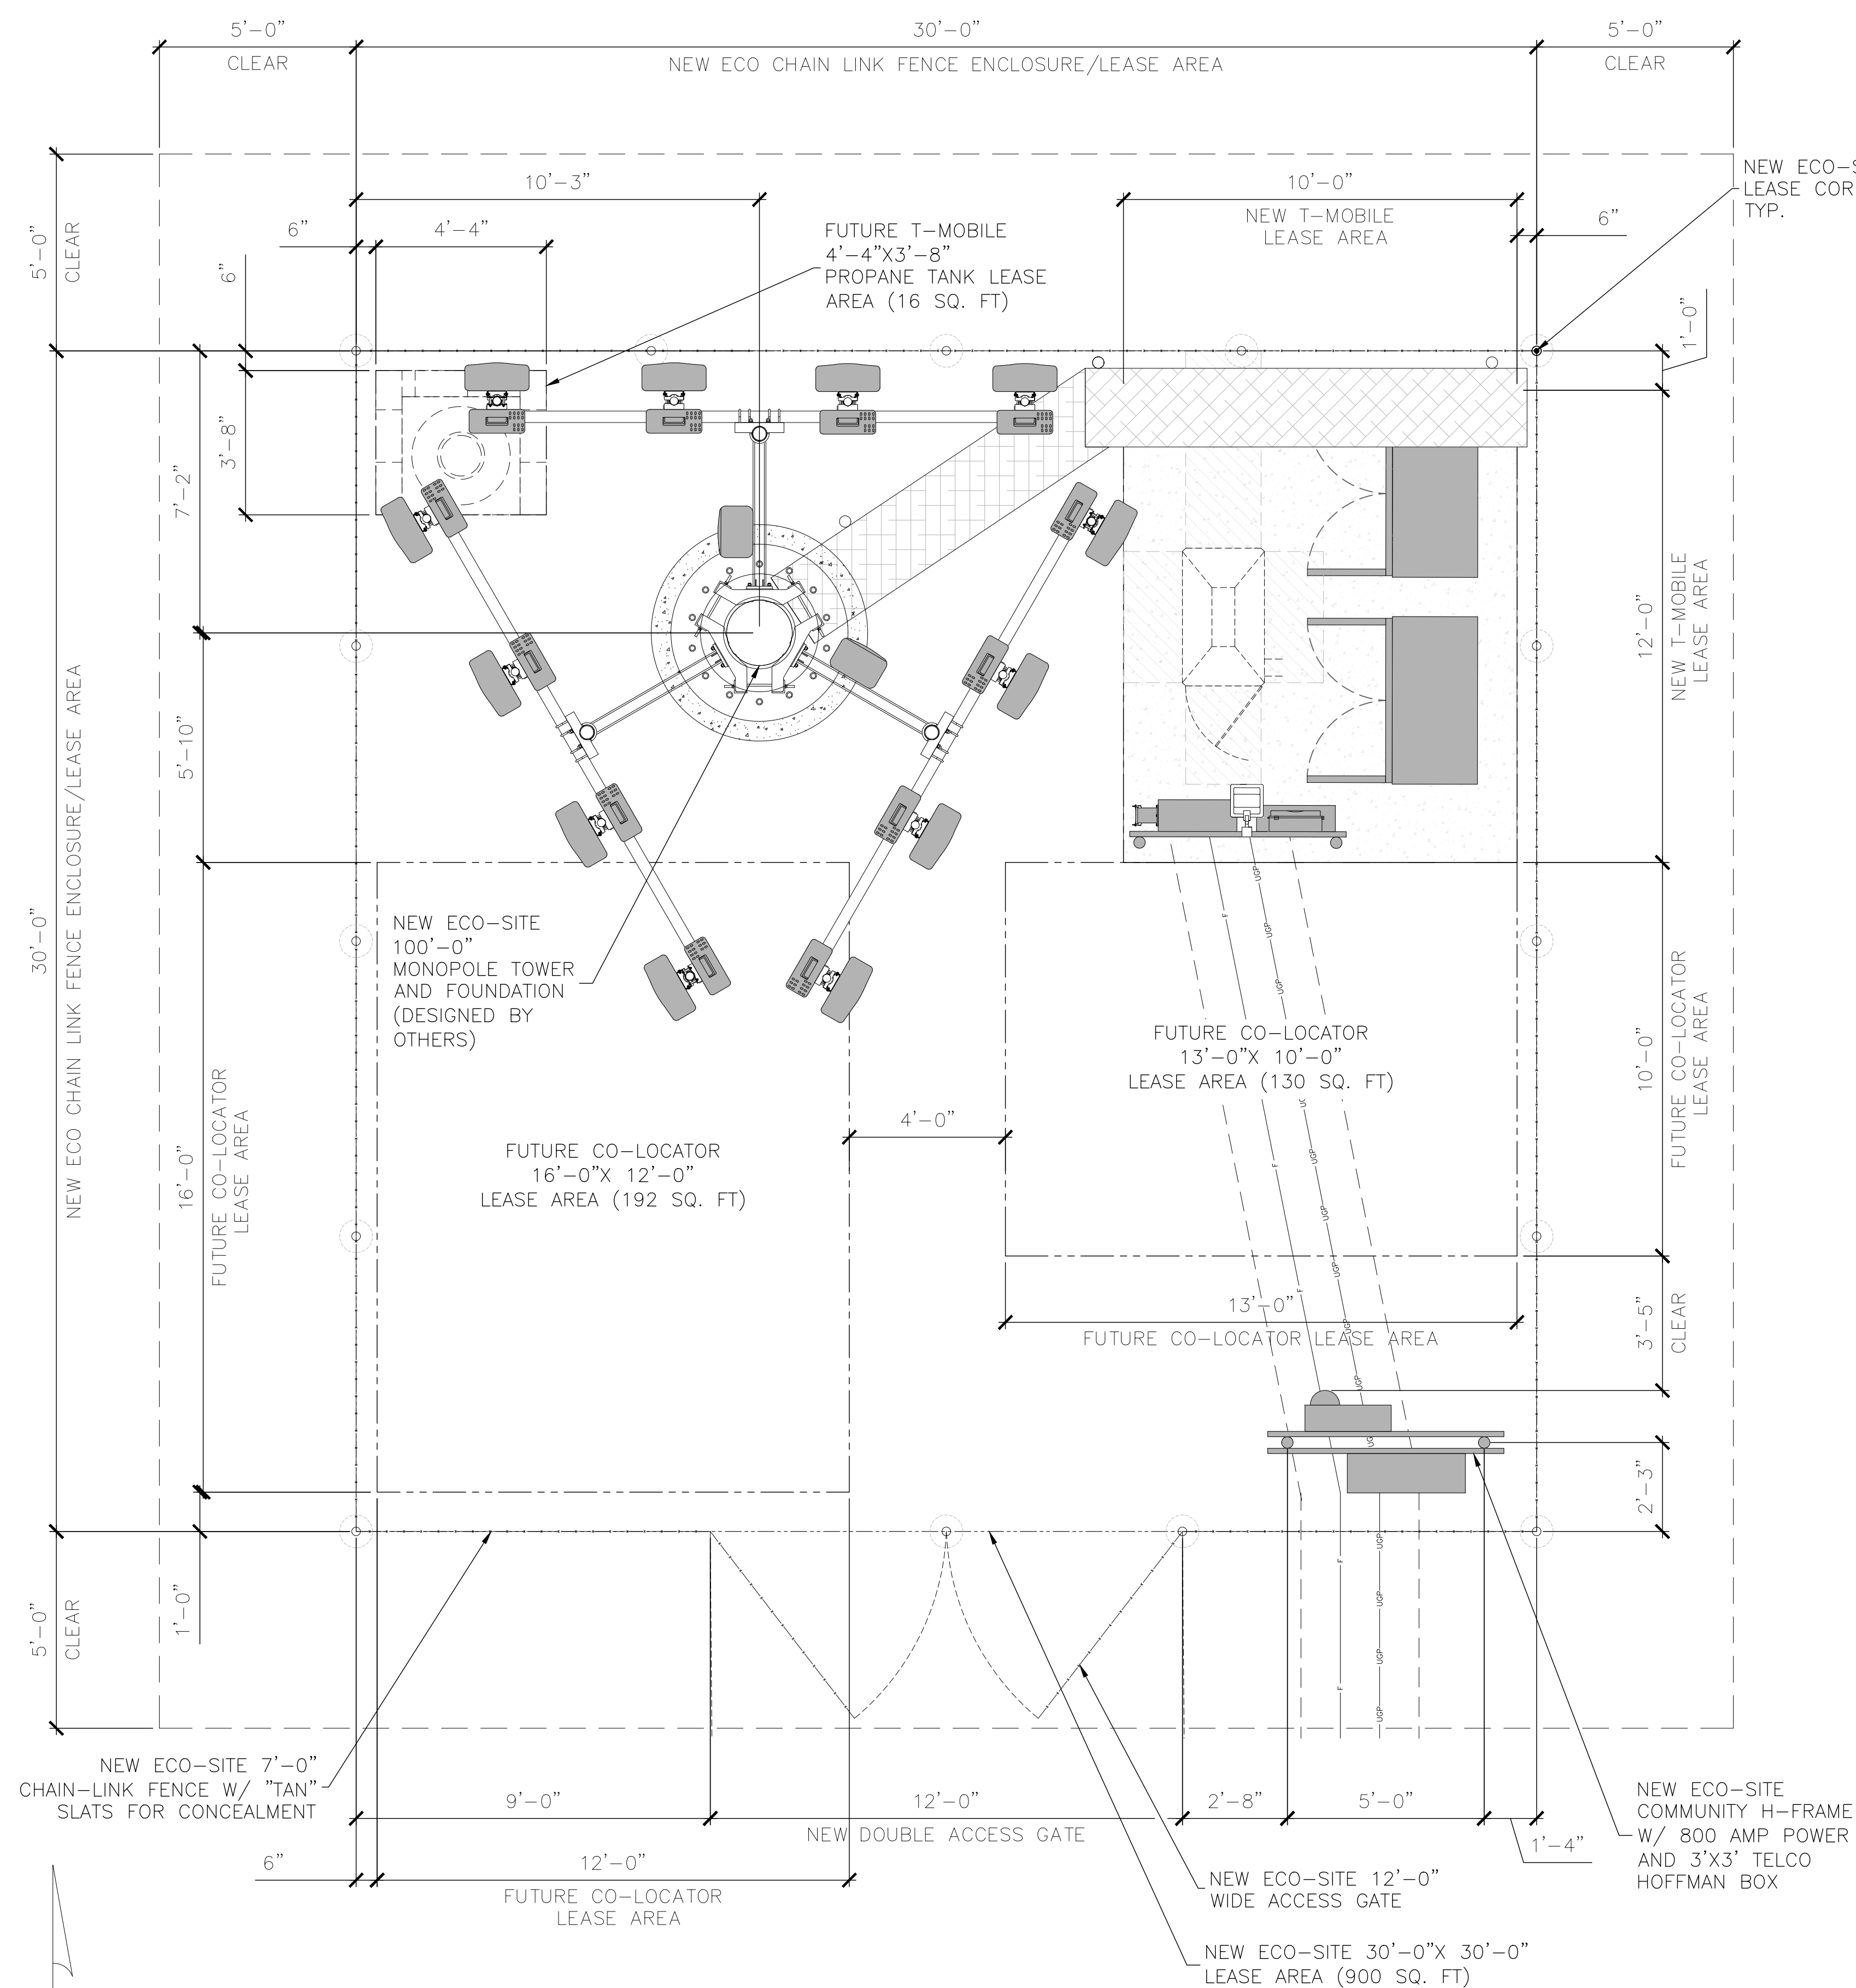 5'-0"
CLEAR
30'-0"
NEW ECO CHAIN LINK FENCE ENCLOSURE/LEASE AREA
5'-0"
CLEAR
5'-0"
CLEAR
10'-3"
6"
4'-4"
6"
3'-8"
7'-2"
FUTURE T-MOBILE
4'-4"X3'-8"
PROPANE TANK LEASE
AREA (16 SQ. FT)
10'-0"
NEW T-MOBILE
LEASE AREA
6"
NEW ECO-S
LEASE COR
TYP.
1'-0"
12'-0"
NEW T-MOBILE
LEASE AREA
30'-0"
NEW ECO CHAIN LINK FENCE ENCLOSURE/LEASE AREA
5'-10"
16'-0"
FUTURE CO-LOCATOR
LEASE AREA
NEW ECO-SITE
100'-0"
MONOPOLE TOWER
AND FOUNDATION
(DESIGNED BY
OTHERS)
FUTURE CO-LOCATOR
16'-0"X 12'-0"
LEASE AREA (192 SQ. FT)
4'-0"
F
UGP
UGP
FUTURE CO-LOCATOR
13'-0"X 10'-0"
LEASE AREA (130 SQ. FT)
F
UGP
UGP
UGP
F
UGP
UGP
10'-0"
FUTURE CO-LOCATOR
LEASE AREA
13'-0"
FUTURE CO-LOCATOR LEASE AREA
3'-5"
CLEAR
2'-3"
F
UGP
UGP
UGP
1'-0"
5'-0"
CLEAR
NEW ECO-SITE 7'-0"
CHAIN-LINK FENCE W/ "TAN"
SLATS FOR CONCEALMENT
9'-0"
12'-0"
NEW DOUBLE ACCESS GATE
2'-8"
5'-0"
1'-4"
6"
12'-0"
FUTURE CO-LOCATOR
LEASE AREA
NEW ECO-SITE
COMMUNITY H-FRAME
W/ 800 AMP POWER
AND 3'X3' TELCO
HOFFMAN BOX
NEW ECO-SITE 12'-0"
WIDE ACCESS GATE
NEW ECO-SITE 30'-0"X 30'-0"
LEASE AREA (900 SQ. FT)